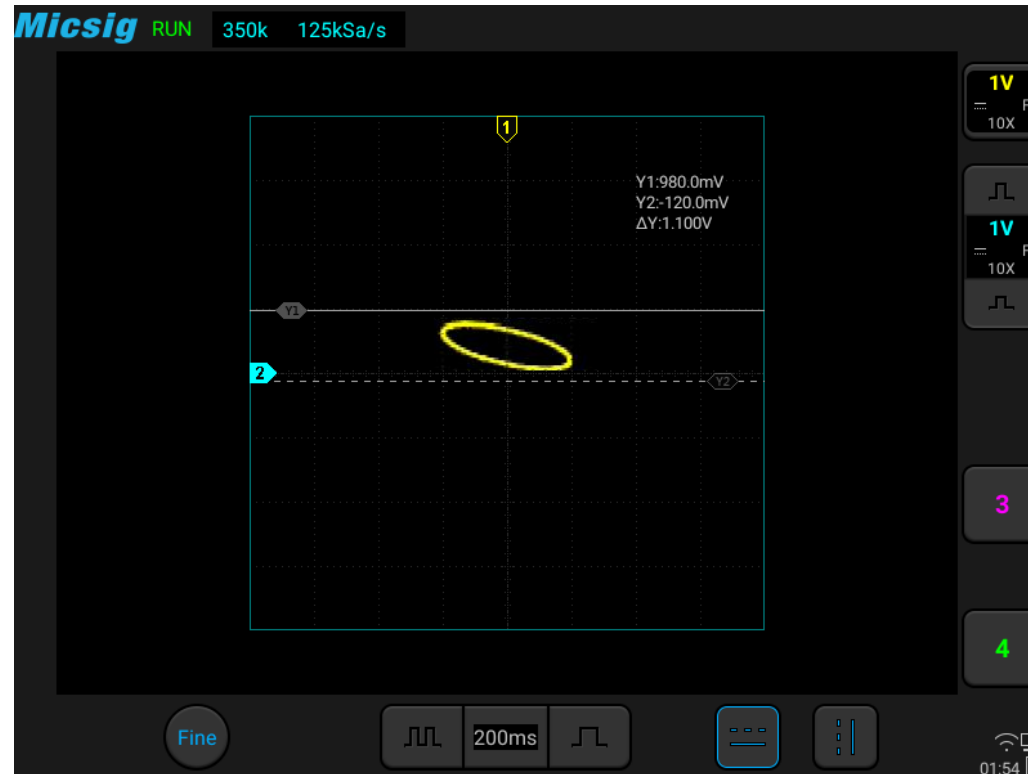 Micsig RUN 350k 125kSa/s
1V
F
10X
1
Y1:980.0mV
Y2:-120.0mV
ΔY:1.100V
1V
F
10X
Y1
2
Y2
3
4
Fine
200ms
01:54